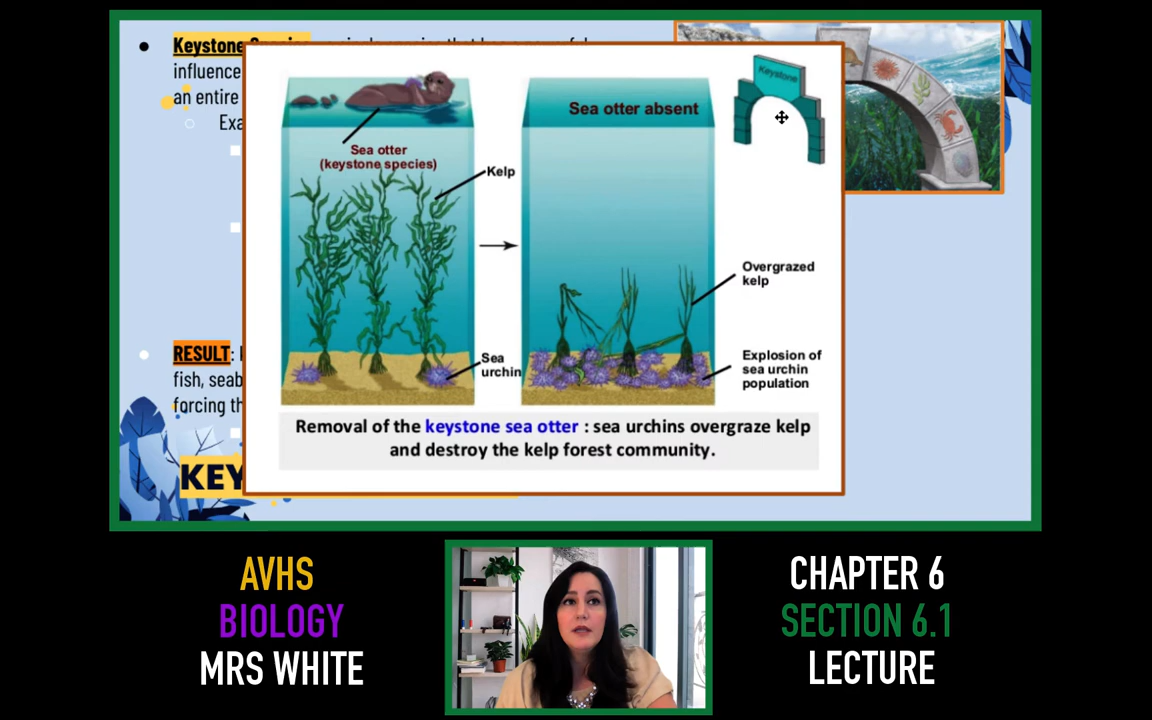 Keystone
influence
an entire
Exa
Keystone
Sea otter absent
Sea otter
(keystone species)
Kelp
Overgrazed
kelp
Sea
urchin
Explosion of
sea urchin
population
Removal of the keystone sea otter : sea urchins overgraze kelp
and destroy the kelp forest community.
RESULT:
fish, seab
forcing th
KEY
AVHS
BIOLOGY
MRS WHITE
CHAPTER 6
SECTION 6.1
LECTURE